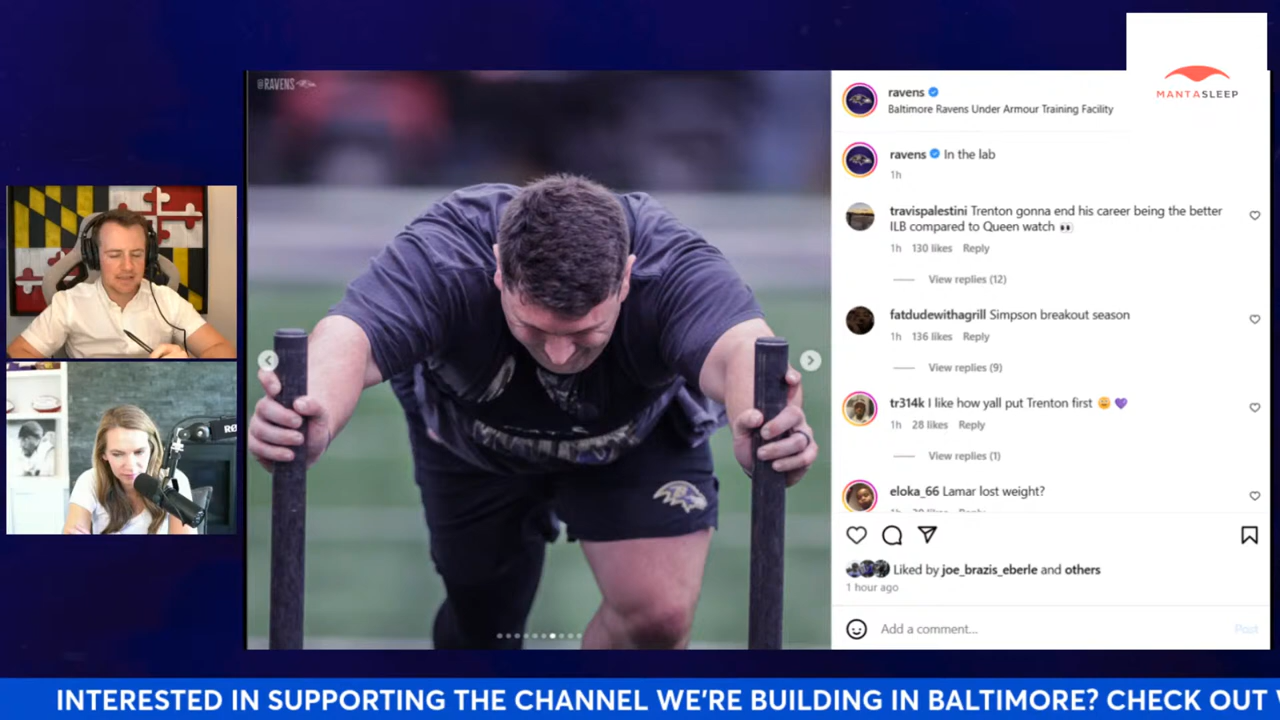 MANTASLEEP
@RAVENS
ravens
Baltimore Ravens Under Armour Training Facility
ravens In the lab
1h
travispalestini Trenton gonna end his career being the better
ILB compared to Queen watch 👀
1h 130 likes Reply
View replies (12)
fatdudewithagrill Simpson breakout season
1h 136 likes Reply
View replies (9)
tr314k I like how yall put Trenton first 😩 💜
1h 28 likes Reply
View replies (1)
eloka_66 Lamar lost weight?
Liked by joe_brazis_eberle and others
1 hour ago
Add a comment...
Post
INTERESTED IN SUPPORTING THE CHANNEL WE'RE BUILDING IN BALTIMORE? CHECK OUT